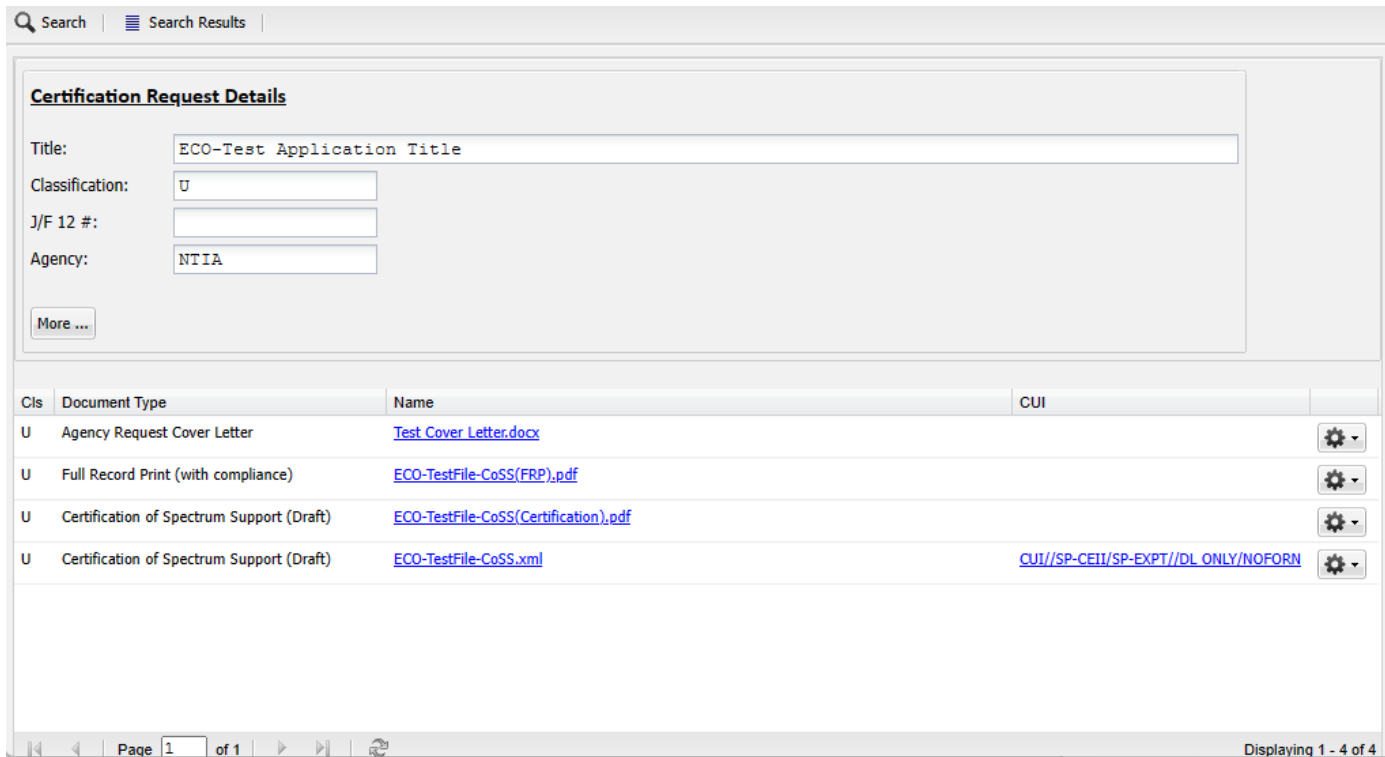 Search Search Results
Certification Request Details
Title: ECO-Test Application Title
Classification: U
J/F 12 #:
Agency: NTIA
More ...
Cls Document Type Name CUI
U Agency Request Cover Letter Test Cover Letter.docx
U Full Record Print (with compliance) ECO-TestFile-CoSS(FRP).pdf
U Certification of Spectrum Support (Draft) ECO-TestFile-CoSS(Certification).pdf
U Certification of Spectrum Support (Draft) ECO-TestFile-CoSS.xml CUI//SP-CEII/SP-EXPT//DL ONLY/NOFORN
Page 1 of 1 Displaying 1 - 4 of 4